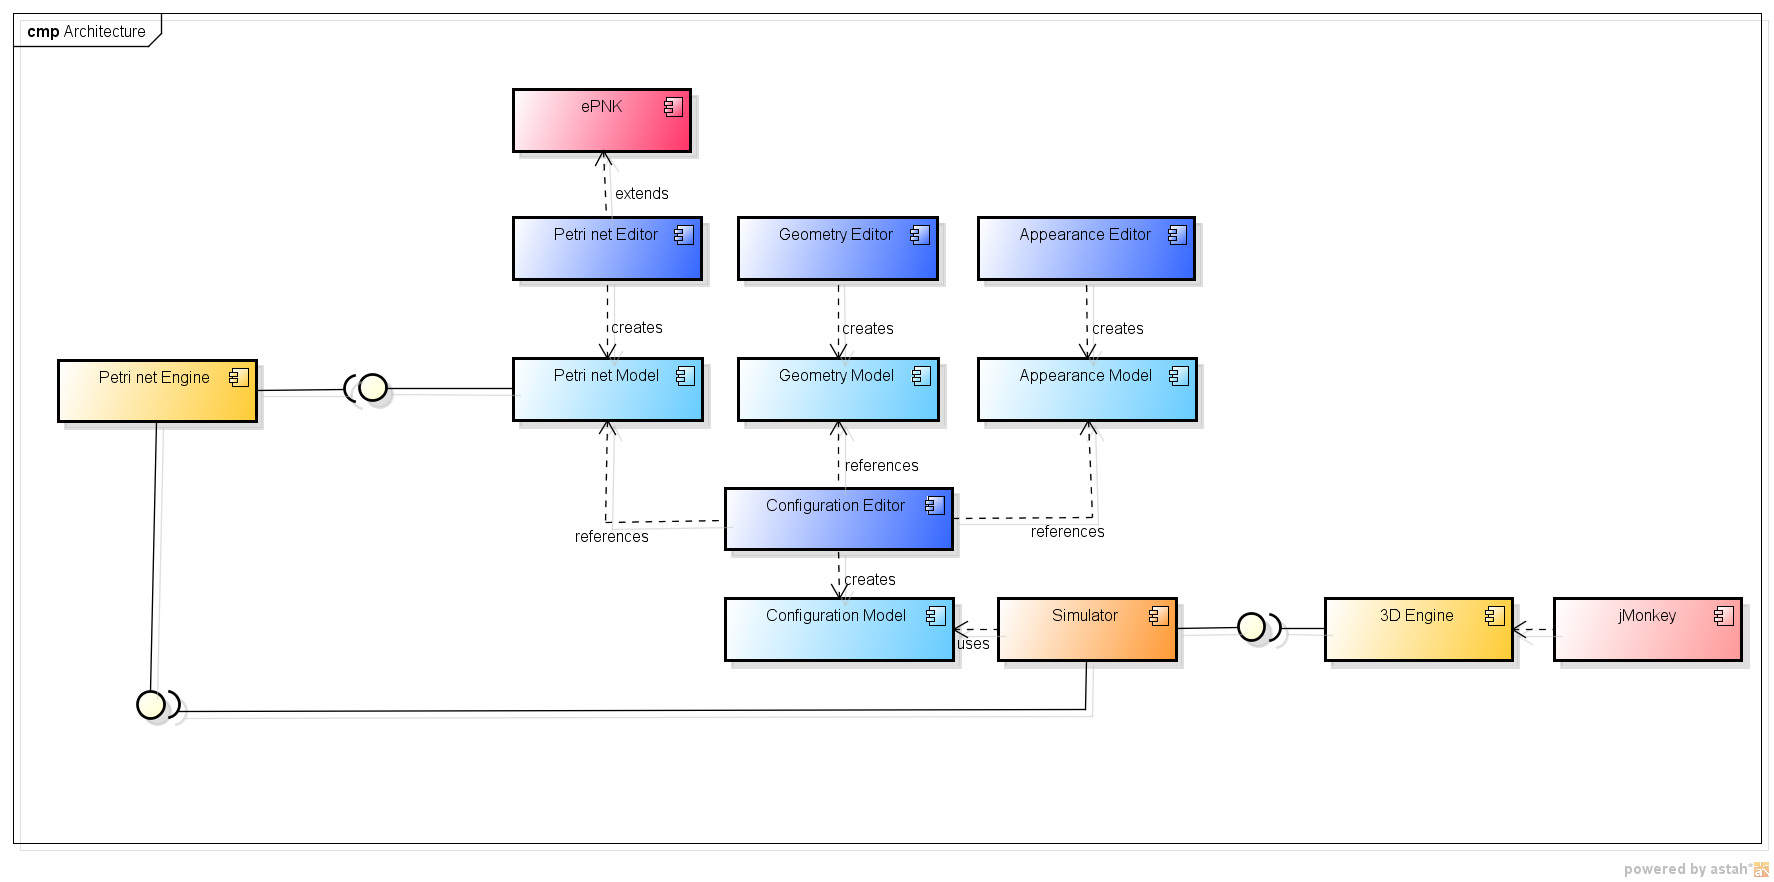 cmp Architecture
ePNK
extends
Petri net Editor
Geometry Editor
Appearance Editor
creates
creates
creates
Petri net Engine
Petri net Model
Geometry Model
Appearance Model
references
Configuration Editor
references
references
creates
Configuration Model
uses
Simulator
3D Engine
jMonkey
powered by astah*